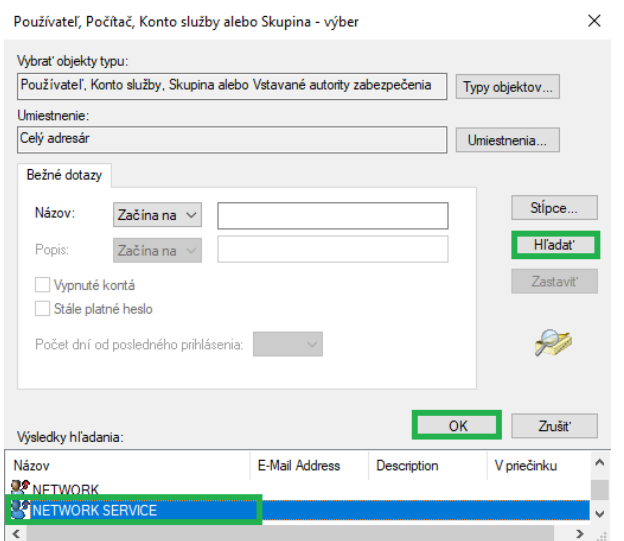 Používateľ, Počítač, Konto služby alebo Skupina - výber
Vybrať objekty typu:
Používateľ, Konto služby, Skupina alebo Vstavané autority zabezpečenia
Typy objektov...
Umiestnenie:
Celý adresár
Umiestnenia...
Bežné dotazy
Názov:
Začína na
Stĺpce...
Popis:
Začína na
Hľadať
Vypnuté kontá
Zastaviť
Stále platné heslo
Počet dní od posledného prihlásenia:
OK
Zrušiť
Výsledky hľadania:
Názov E-Mail Address Description V priečinku
NETWORK
NETWORK SERVICE